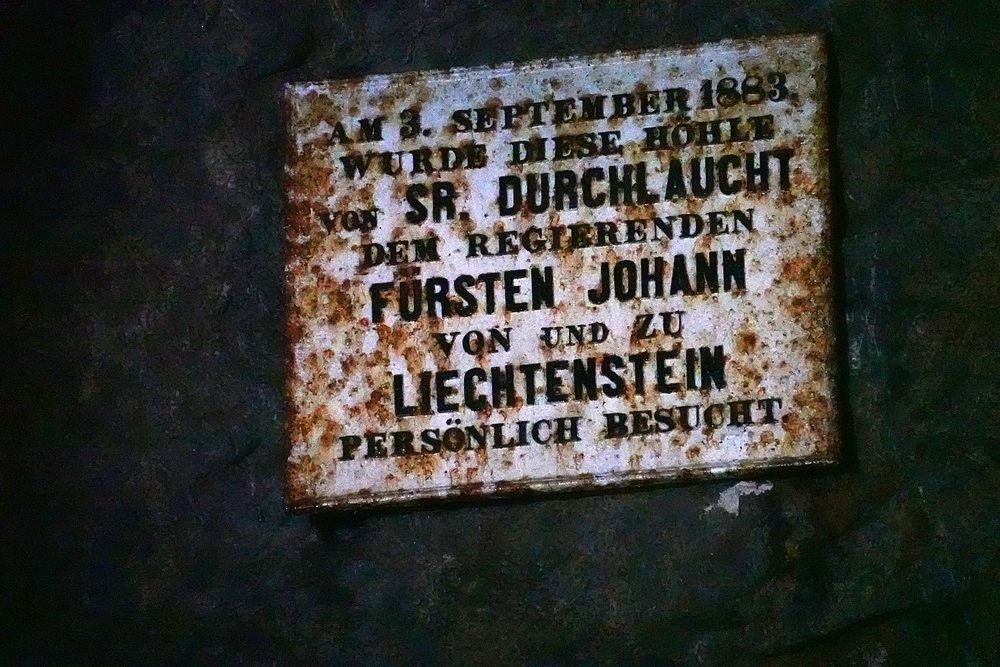 AM 3. SEPTEMBER 1883.
WURDE DIESE HÖHLE
VON SR. DURCHLAUCHT
DEM REGIERENDEN
FÜRSTEN JOHANN
VON UND ZU
LIECHTENSTEIN
PERSÖNLICH BESUCHT.